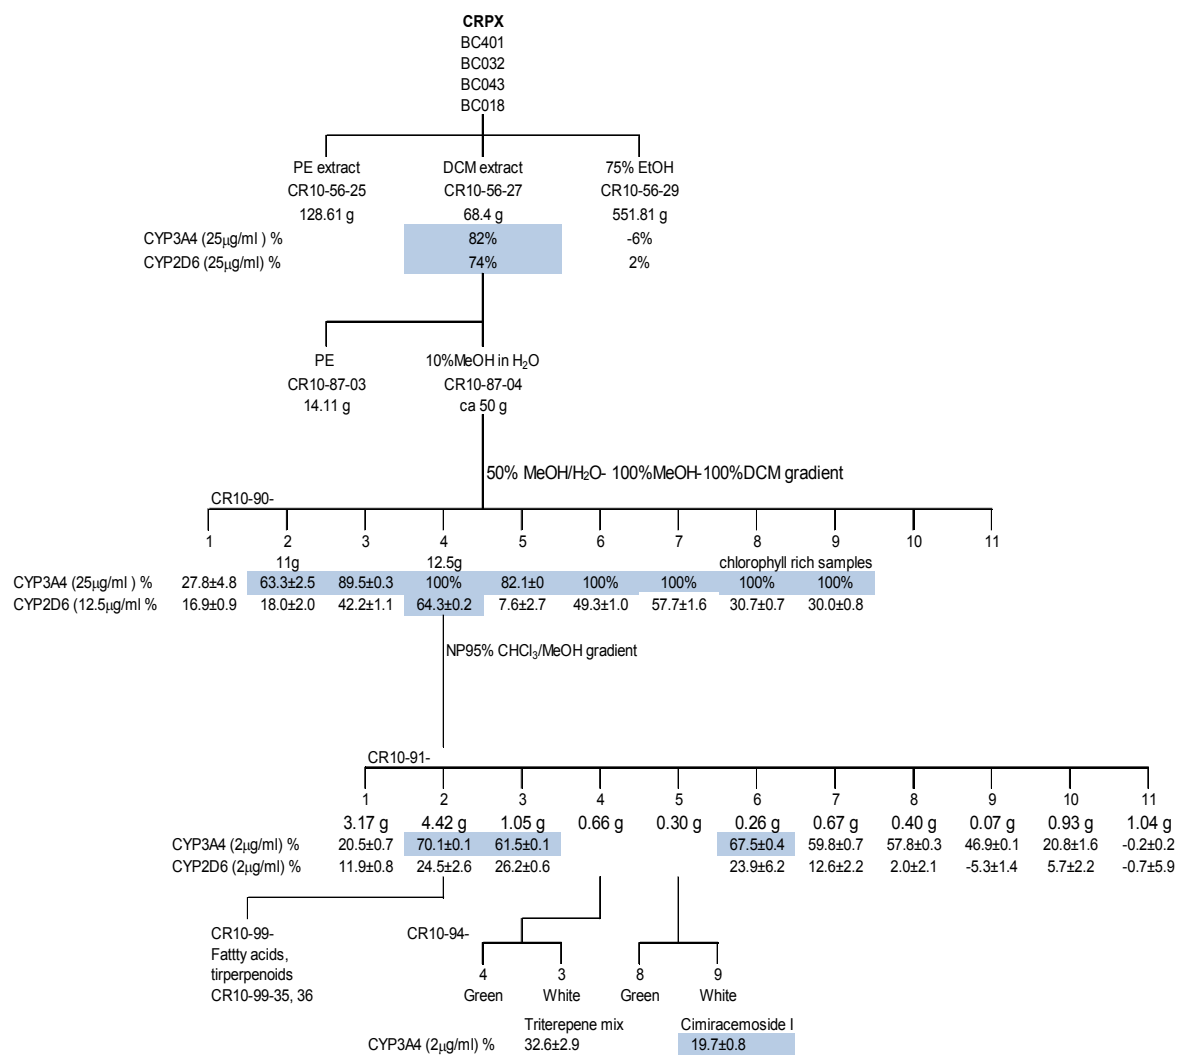 CRPX
BC401
BC032
BC043
BC018
PE extract DCM extract 75% EtOH
CR10-56-25 CR10-56-27 CR10-56-29
128.61 g 68.4 g 551.81 g
CYP3A4 (25µg/ml ) % 82% -6%
CYP2D6 (25µg/ml) % 74% 2%
PE 10%MeOH in H₂O
CR10-87-03 CR10-87-04
14.11 g ca 50 g
50% MeOH/H₂O- 100%MeOH-100%DCM gradient
CR10-90-
1 2 3 4 5 6 7 8 9 10 11
11g 12.5g chlorophyll rich samples
CYP3A4 (25µg/ml ) % 27.8±4.8 63.3±2.5 89.5±0.3 100% 82.1±0 100% 100% 100% 100%
CYP2D6 (12.5µg/ml % 16.9±0.9 18.0±2.0 42.2±1.1 64.3±0.2 7.6±2.7 49.3±1.0 57.7±1.6 30.7±0.7 30.0±0.8
NP95% CHCl₃/MeOH gradient
CR10-91-
1 2 3 4 5 6 7 8 9 10 11
3.17 g 4.42 g 1.05 g 0.66 g 0.30 g 0.26 g 0.67 g 0.40 g 0.07 g 0.93 g 1.04 g
CYP3A4 (2µg/ml) % 20.5±0.7 70.1±0.1 61.5±0.1 67.5±0.4 59.8±0.7 57.8±0.3 46.9±0.1 20.8±1.6 -0.2±0.2
CYP2D6 (2µg/ml) % 11.9±0.8 24.5±2.6 26.2±0.6 23.9±6.2 12.6±2.2 2.0±2.1 -5.3±1.4 5.7±2.2 -0.7±5.9
CR10-99- CR10-94-
Fattty acids,
tirperpenoids 4 3 8 9
CR10-99-35, 36 Green White Green White
Triterepene mix Cimiracemoside I
CYP3A4 (2µg/ml) % 32.6±2.9 19.7±0.8